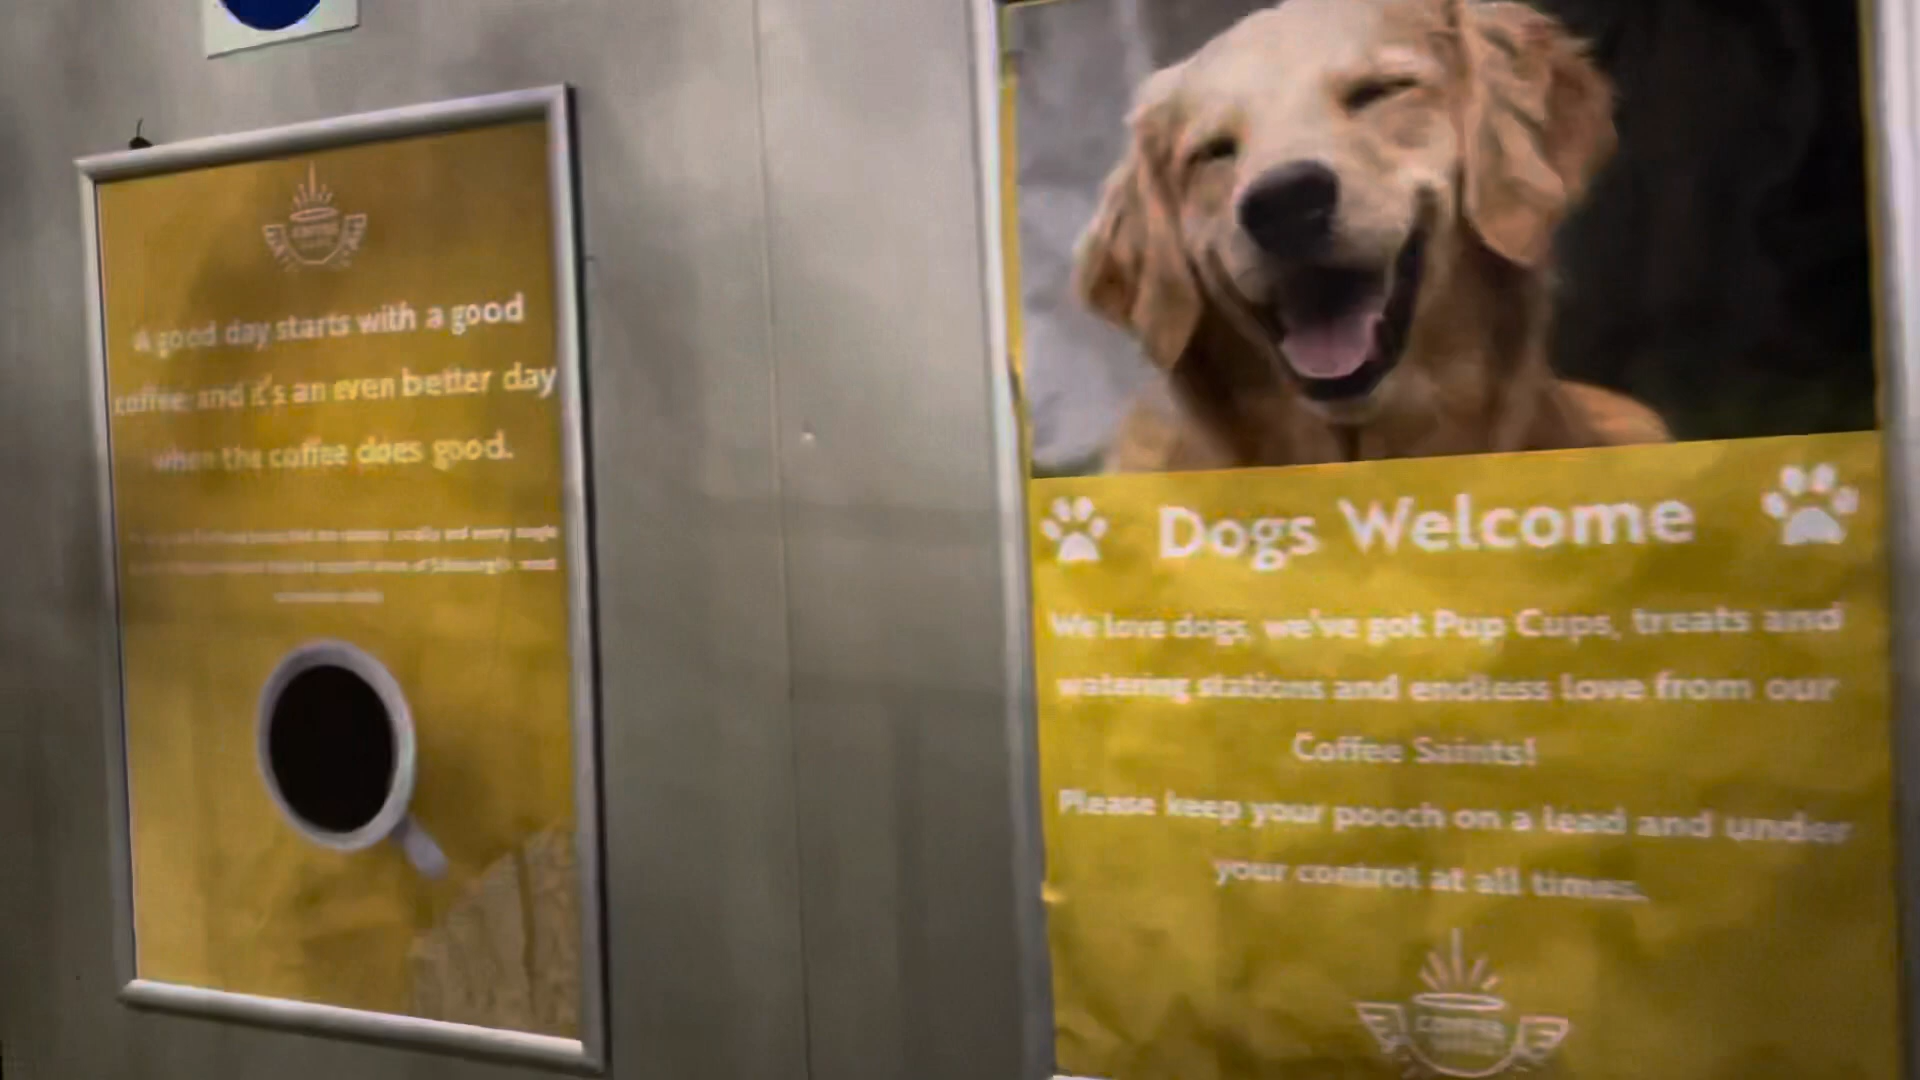 COFFEE
A good day starts with a good
coffee and it's an even better day
when the coffee does good.
Dogs Welcome
We love dogs, we've got Pup Cups, treats and
watering stations and endless love from our
Coffee Saints!
Please keep your pooch on a lead and under
your control at all times.
COFFEE